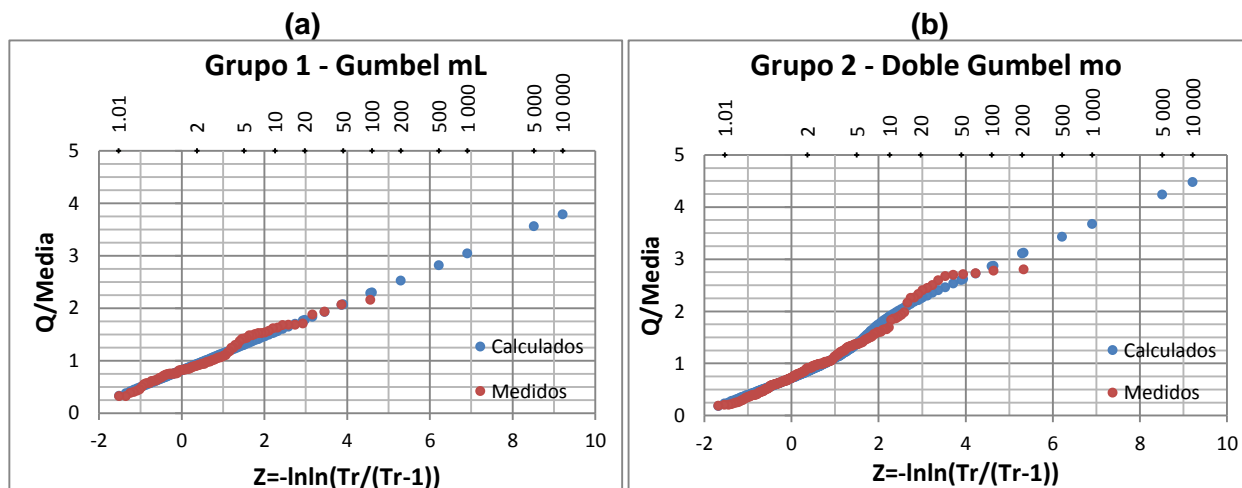 (a)
Grupo 1 - Gumbel mL
1.01 2 5 10 20 50 100 200 500 1 000 5 000 10 000
5
4
3
2
1
0
Q/Media
Calculados
Medidos
-2 0 2 4 6 8 10
Z=-lnln(Tr/(Tr-1))
(b)
Grupo 2 - Doble Gumbel mo
1.01 2 5 10 20 50 100 200 500 1 000 5 000 10 000
5
4
3
2
1
0
Q/Media
Calculados
Medidos
-2 0 2 4 6 8 10
Z=-lnln(Tr/(Tr-1))